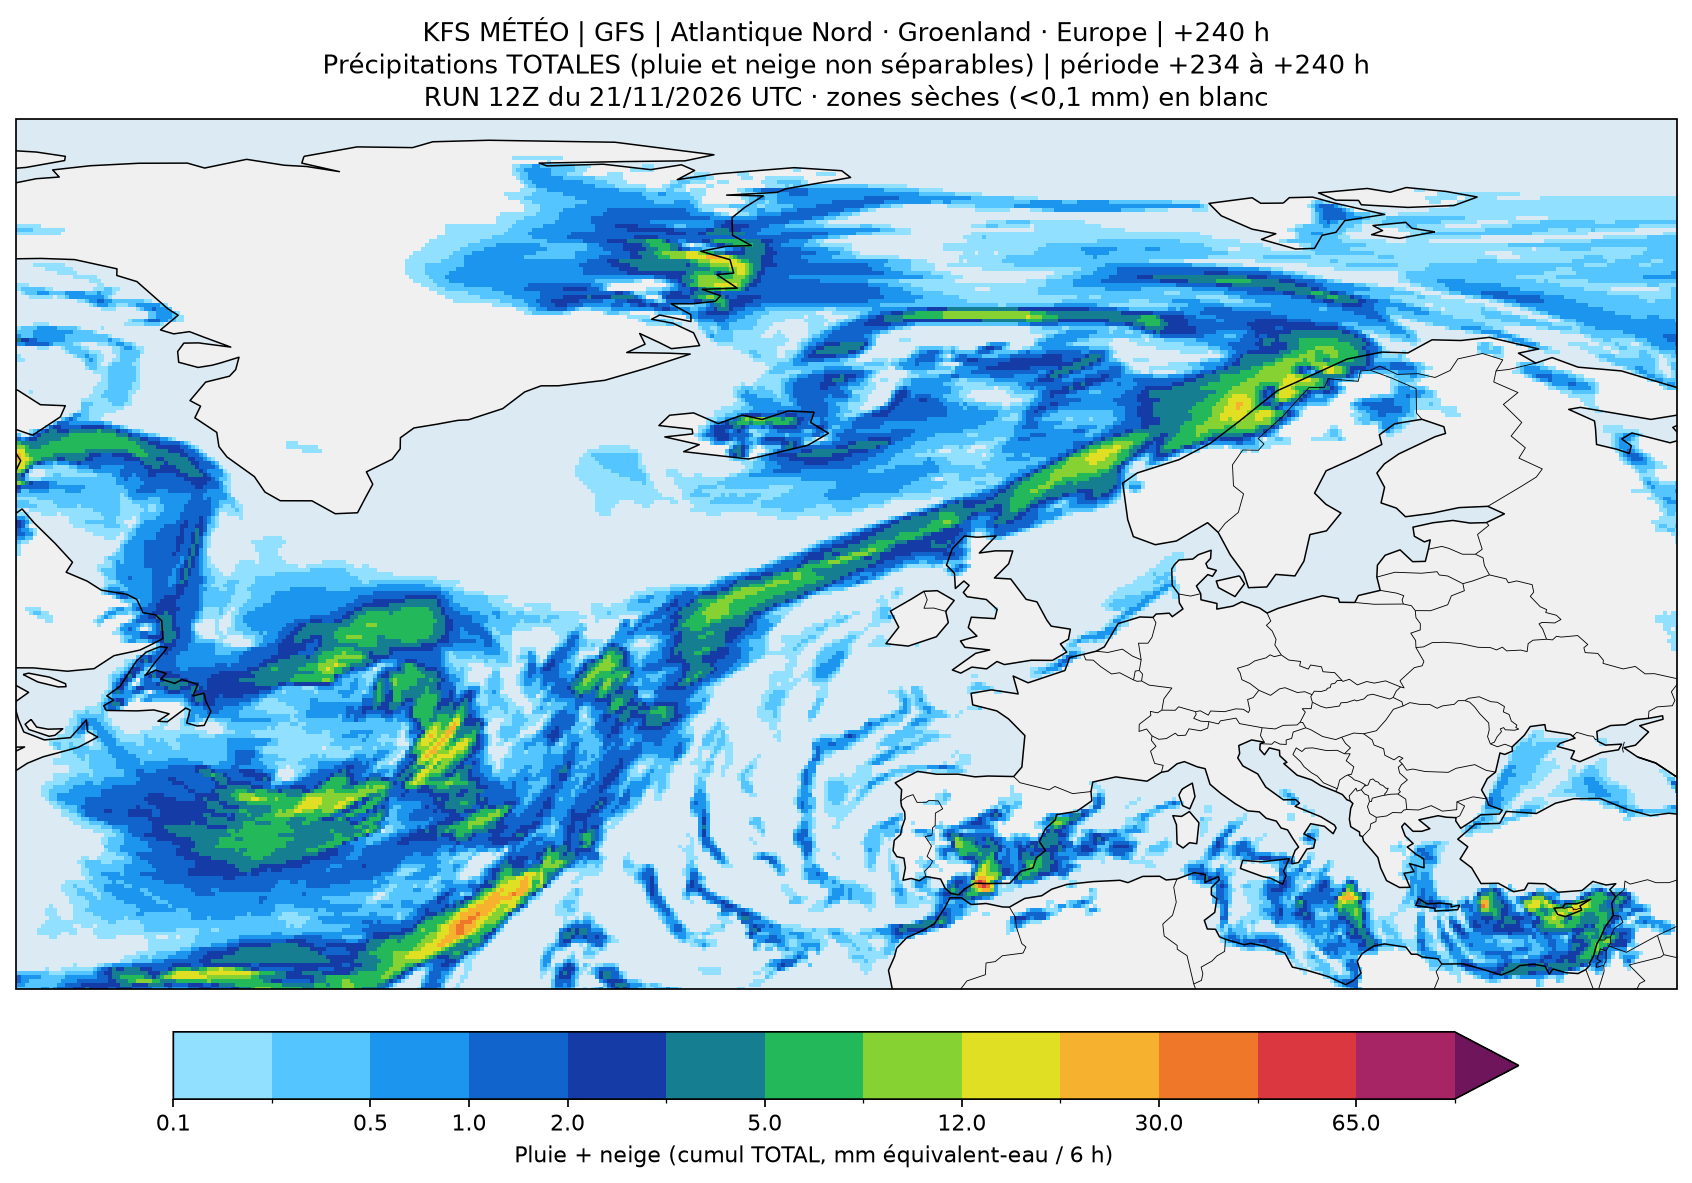 KFS MÉTÉO | GFS | Atlantique Nord · Groenland · Europe | +240 h
Précipitations TOTALES (pluie et neige non séparables) | période +234 à +240 h
RUN 12Z du 21/11/2026 UTC · zones sèches (<0,1 mm) en blanc
0.1 0.5 1.0 2.0 5.0 12.0 30.0 65.0
Pluie + neige (cumul TOTAL, mm équivalent-eau / 6 h)